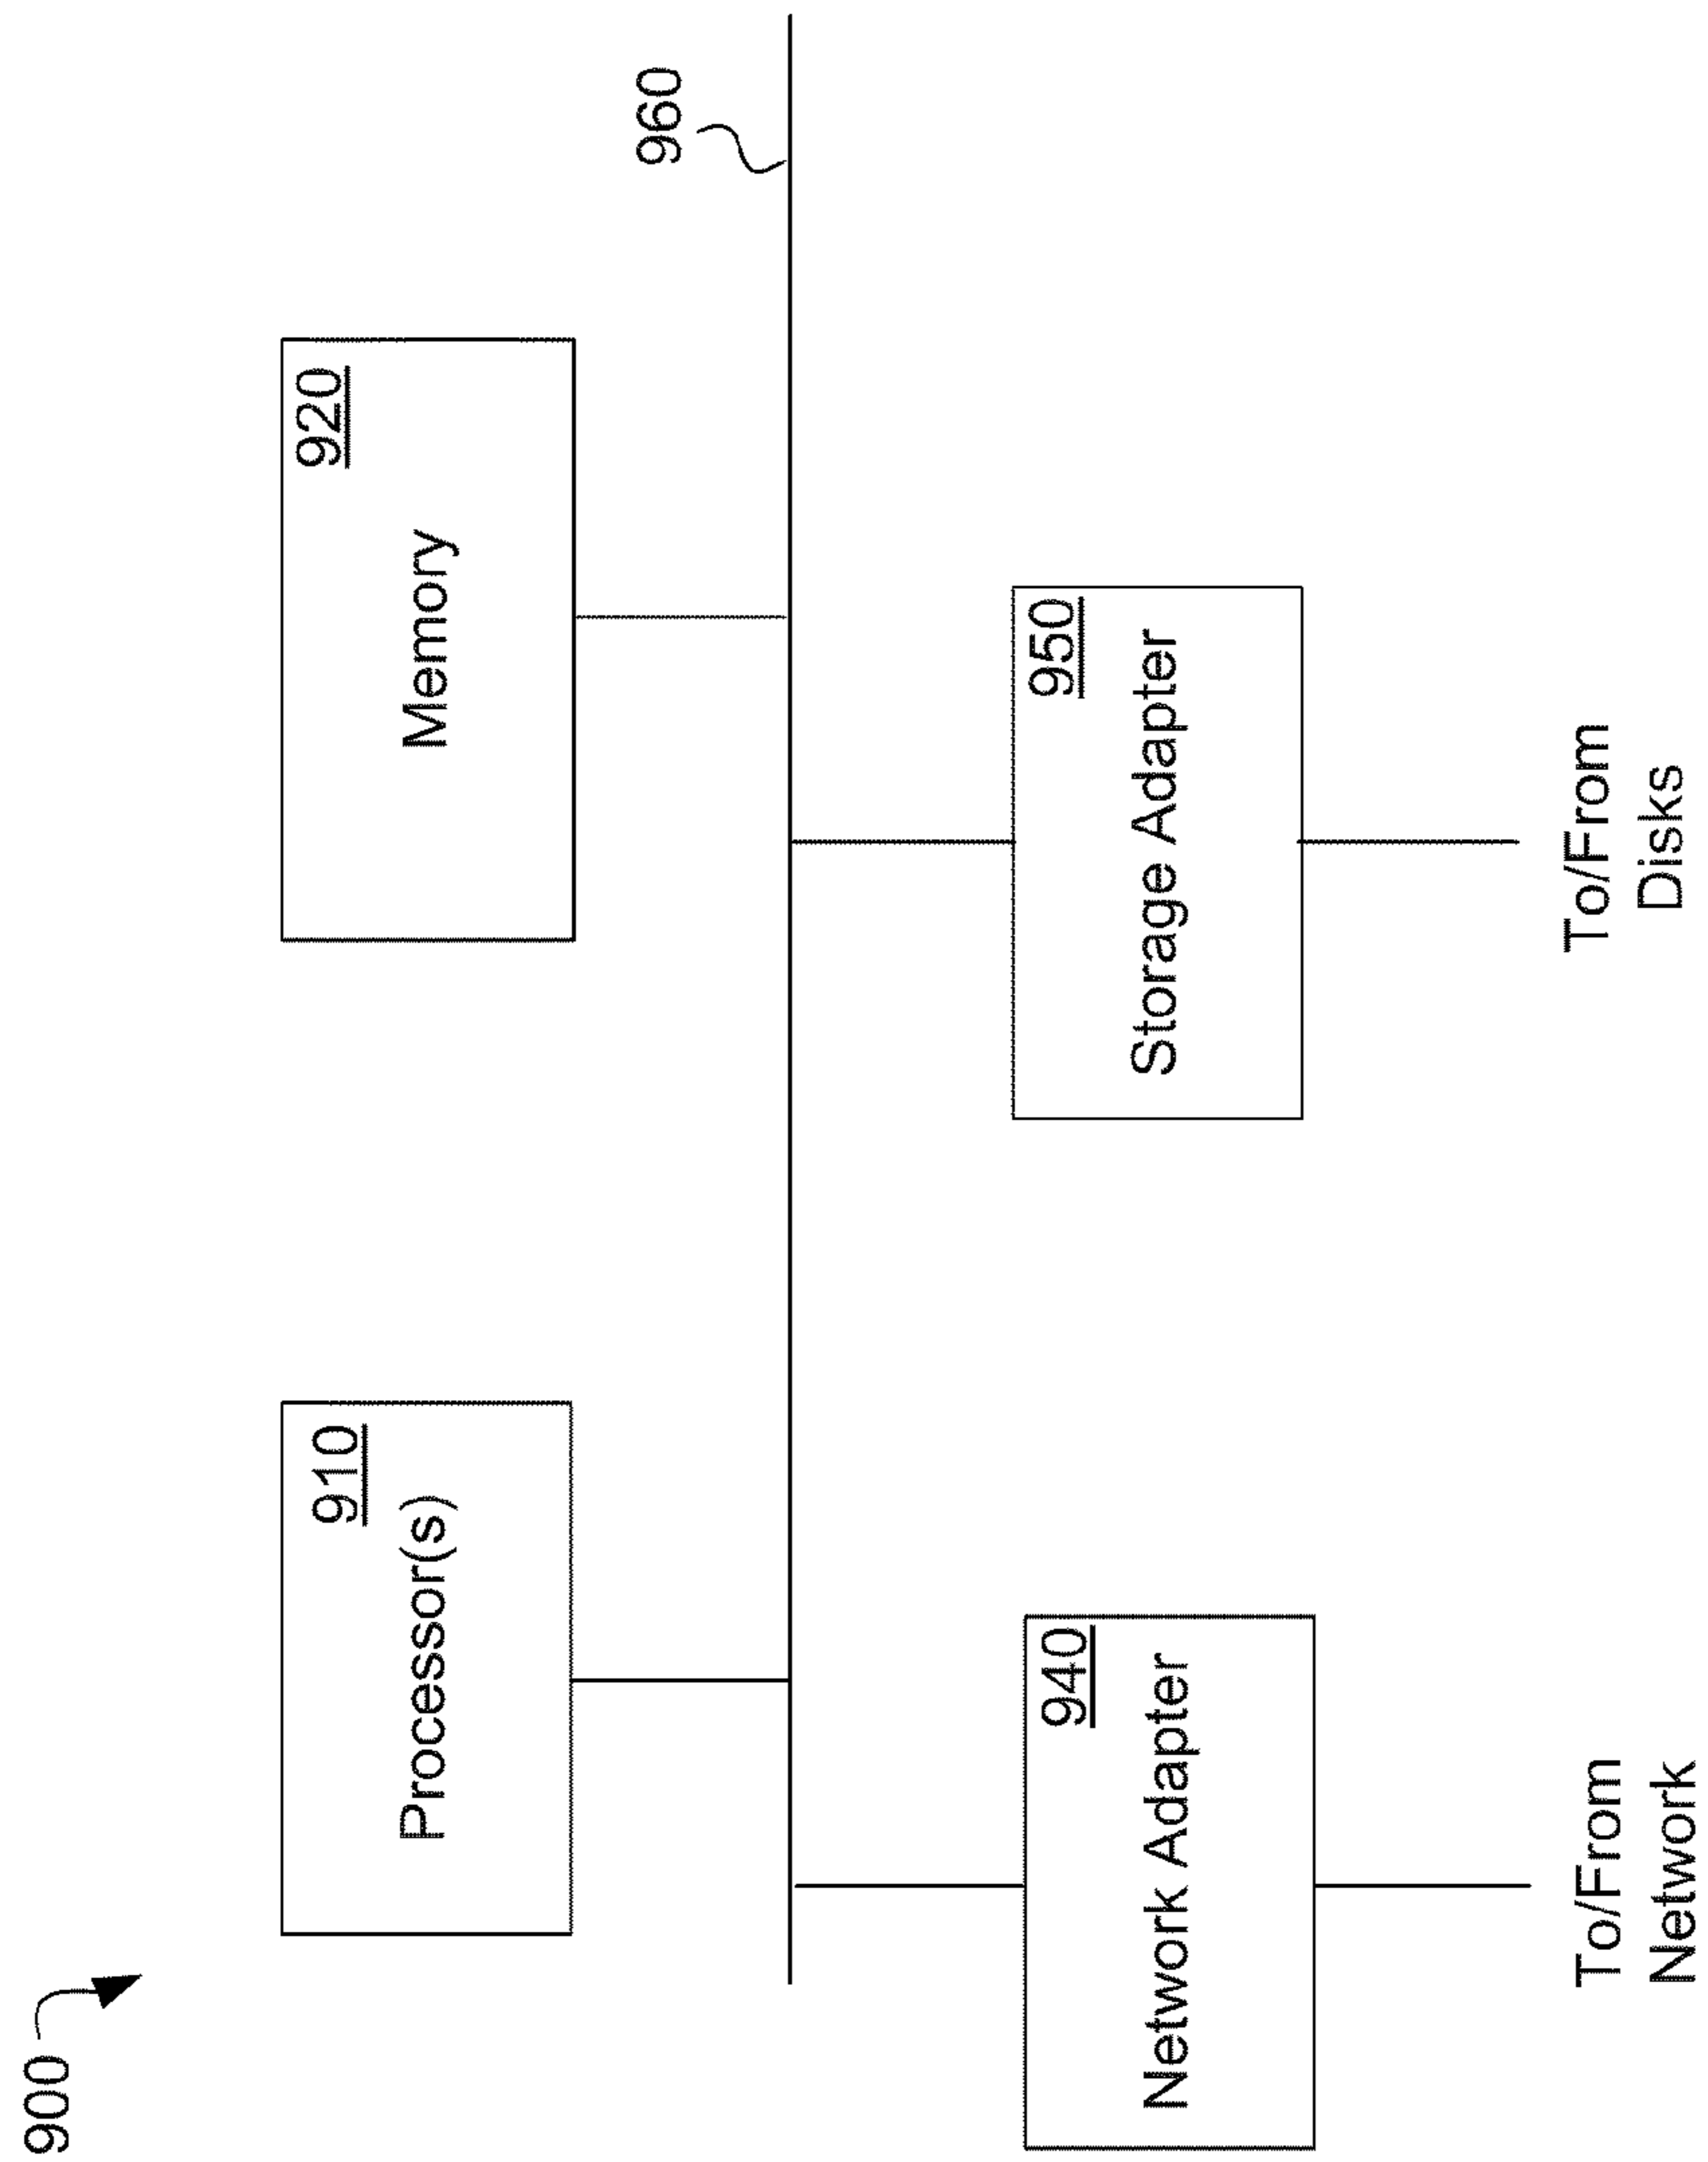 900
910
Processor(s)
920
Memory
960
940
Network Adapter
950
Storage Adapter
To/From
Network
To/From
Disks